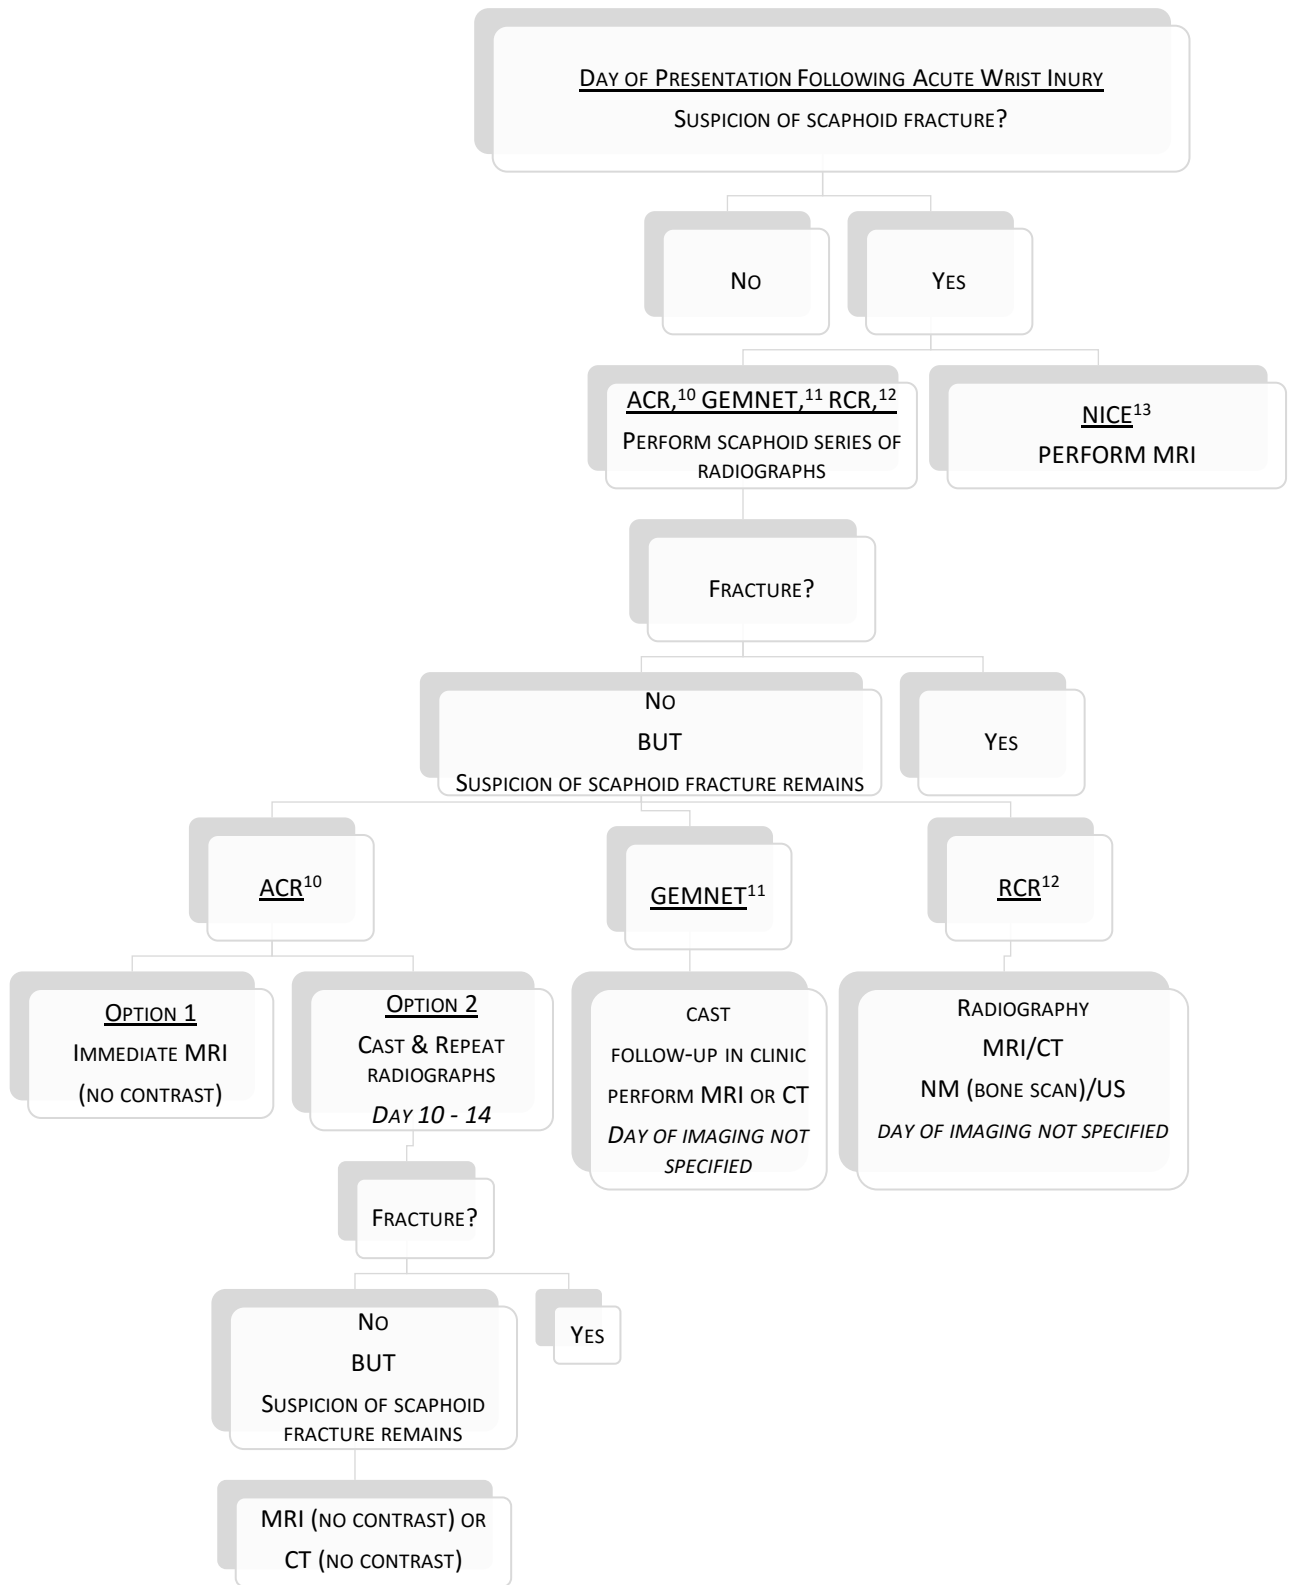 Day of Presentation Following Acute Wrist Inury
Suspicion of scaphoid fracture?
No
Yes
ACR,10 GEMNET,11 RCR,12
Perform scaphoid series of
radiographs
NICE13
PERFORM MRI
Fracture?
No
BUT
Suspicion of scaphoid fracture remains
Yes
ACR10
GEMNET11
RCR12
Option 1
Immediate MRI
(no contrast)
Option 2
Cast & Repeat
radiographs
Day 10 - 14
cast
follow-up in clinic
perform MRI or CT
Day of imaging not
specified
Radiography
MRI/CT
NM (bone scan)/US
day of imaging not specified
Fracture?
No
BUT
Suspicion of scaphoid
fracture remains
Yes
MRI (no contrast) or
CT (no contrast)